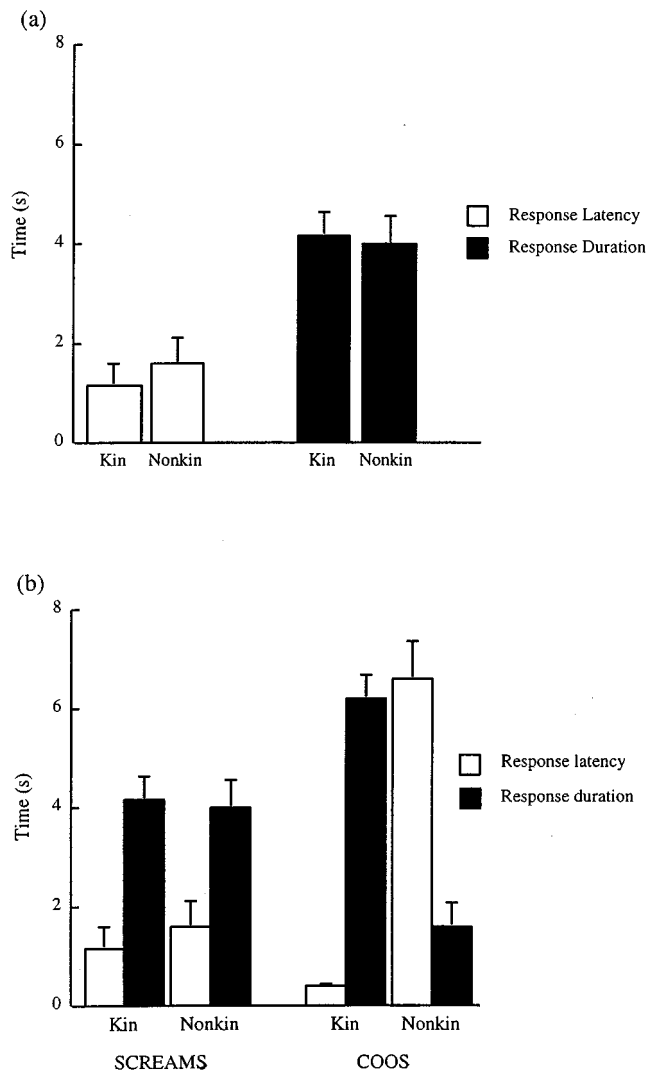 (a)
8
6
4
2
0
Time (s)
Response Latency
Response Duration
Kin Nonkin Kin Nonkin
(b)
8
6
4
2
0
Time (s)
Response latency
Response duration
Kin Nonkin Kin Nonkin
SCREAMS COOS